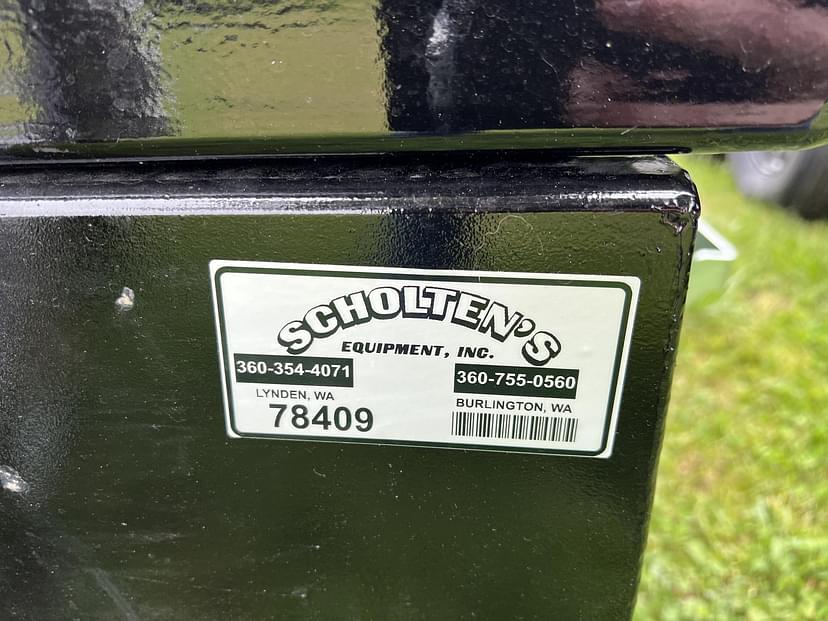 SCHOLTEN'S
EQUIPMENT, INC.
360-354-4071
LYNDEN, WA
78409
360-755-0560
BURLINGTON, WA